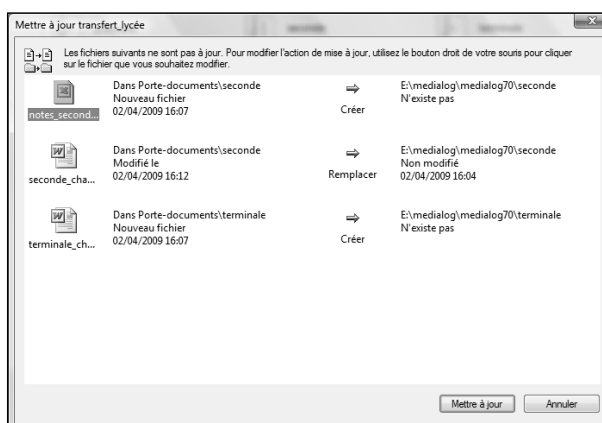 Mettre à jour transfert_lycée
Les fichiers suivants ne sont pas à jour. Pour modifier l'action de mise à jour, utilisez le bouton droit de votre souris pour cliquer
sur le fichier que vous souhaitez modifier.
notes_second...
Dans Porte-documents\seconde
Nouveau fichier
02/04/2009 16:07
Créer
E:\medialog\medialog70\seconde
N'existe pas
seconde_cha...
Dans Porte-documents\seconde
Modifié le
02/04/2009 16:12
Remplacer
E:\medialog\medialog70\seconde
Non modifié
02/04/2009 16:04
terminale_ch...
Dans Porte-documents\terminale
Nouveau fichier
02/04/2009 16:07
Créer
E:\medialog\medialog70\terminale
N'existe pas
Mettre à jour
Annuler